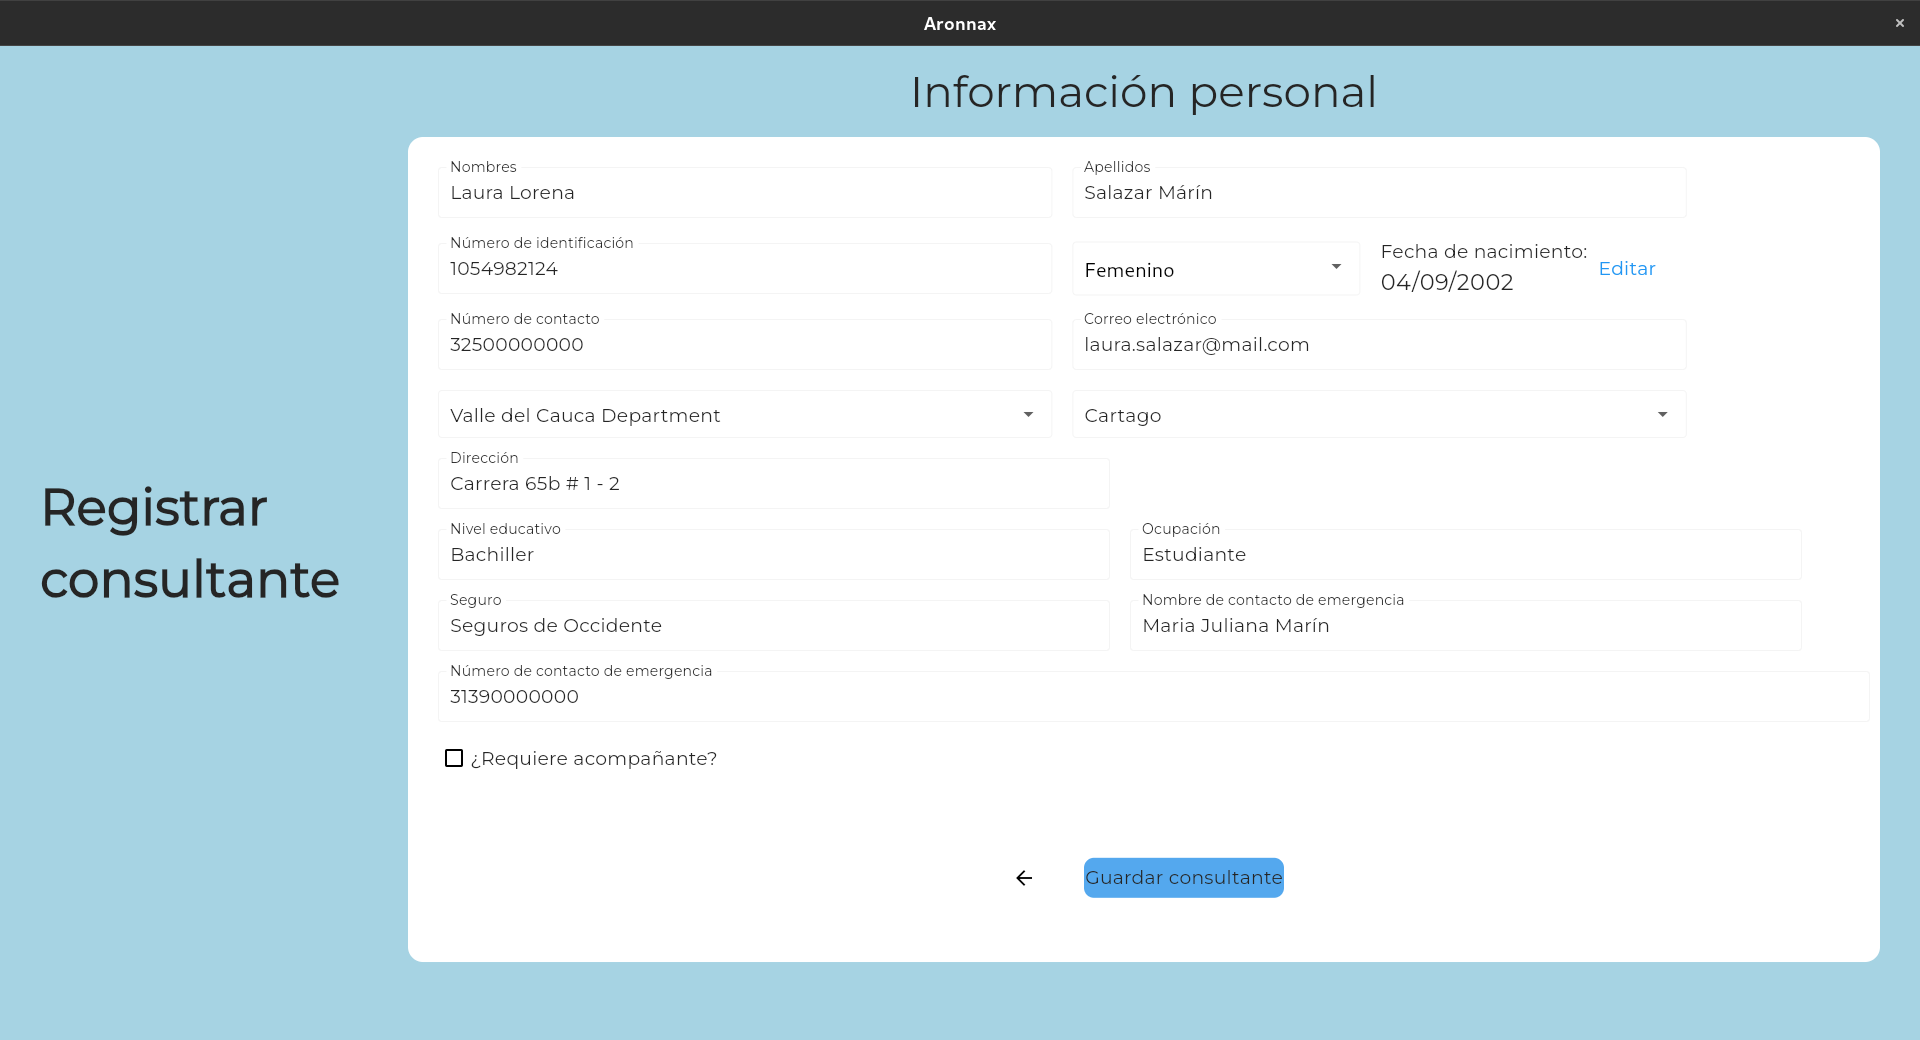 Aronnax
Información personal
Registrar
consultante
Nombres
Laura Lorena
Apellidos
Salazar Márín
Número de identificación
1054982124
Femenino
Fecha de nacimiento:
04/09/2002
Editar
Número de contacto
32500000000
Correo electrónico
laura.salazar@mail.com
Valle del Cauca Department
Cartago
Dirección
Carrera 65b # 1 - 2
Nivel educativo
Bachiller
Ocupación
Estudiante
Seguro
Seguros de Occidente
Nombre de contacto de emergencia
Maria Juliana Marín
Número de contacto de emergencia
31390000000
¿Requiere acompañante?
Guardar consultante